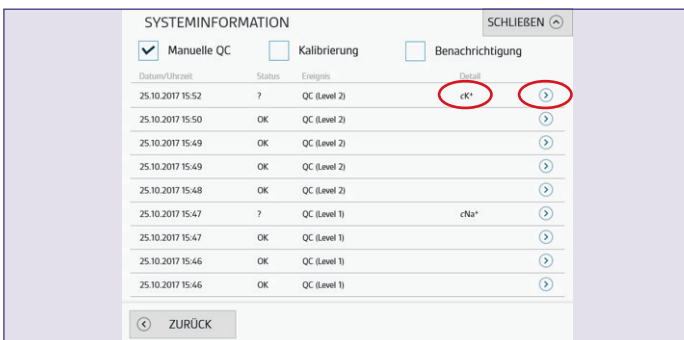 SYSTEMINFORMATION SCHLIEßEN
Manuelle QC Kalibrierung Benachrichtigung
Datum/Uhrzeit Status Ereignis Detail
25.10.2017 15:52 ? QC (Level 2) cK⁺
25.10.2017 15:50 OK QC (Level 2)
25.10.2017 15:49 OK QC (Level 2)
25.10.2017 15:49 OK QC (Level 2)
25.10.2017 15:48 OK QC (Level 2)
25.10.2017 15:47 ? QC (Level 1) cNa⁺
25.10.2017 15:47 OK QC (Level 1)
25.10.2017 15:46 OK QC (Level 1)
25.10.2017 15:46 OK QC (Level 1)
ZURÜCK